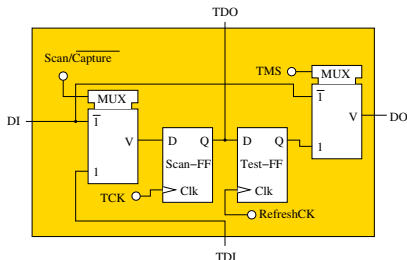 TDO
Scan/Capture
TMS
MUX
MUX
DI
1
V
D
Q
Scan-FF
Clk
D
Q
Test-FF
Clk
1
V
DO
1
1
TCK
RefreshCK
TDI